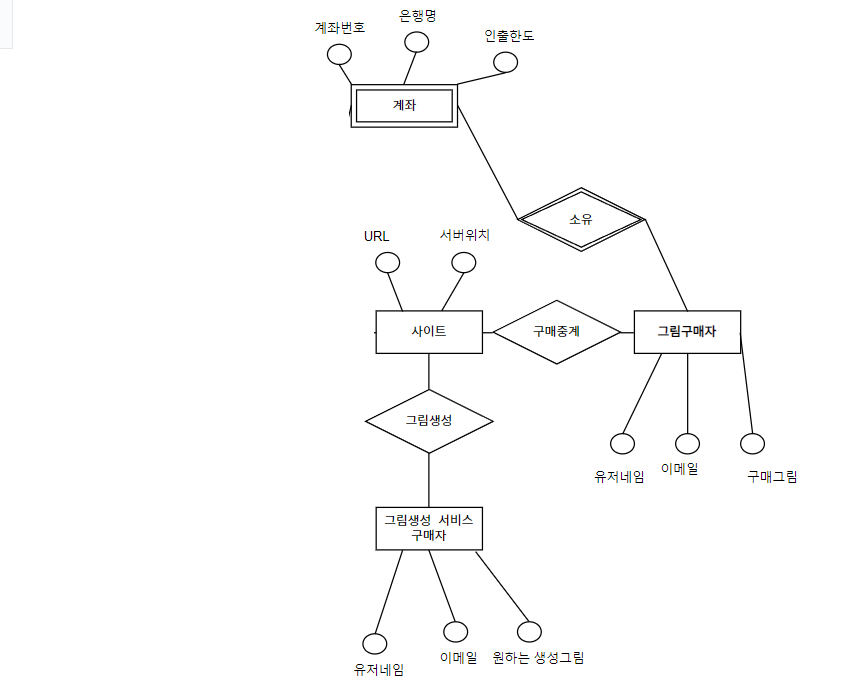 은행명
계좌번호
인출한도
계좌
소유
URL
서버위치
사이트
구매중계
그림구매자
그림생성
유저네임
이메일
구매그림
그림생성 서비스
구매자
유저네임
이메일
원하는 생성그림